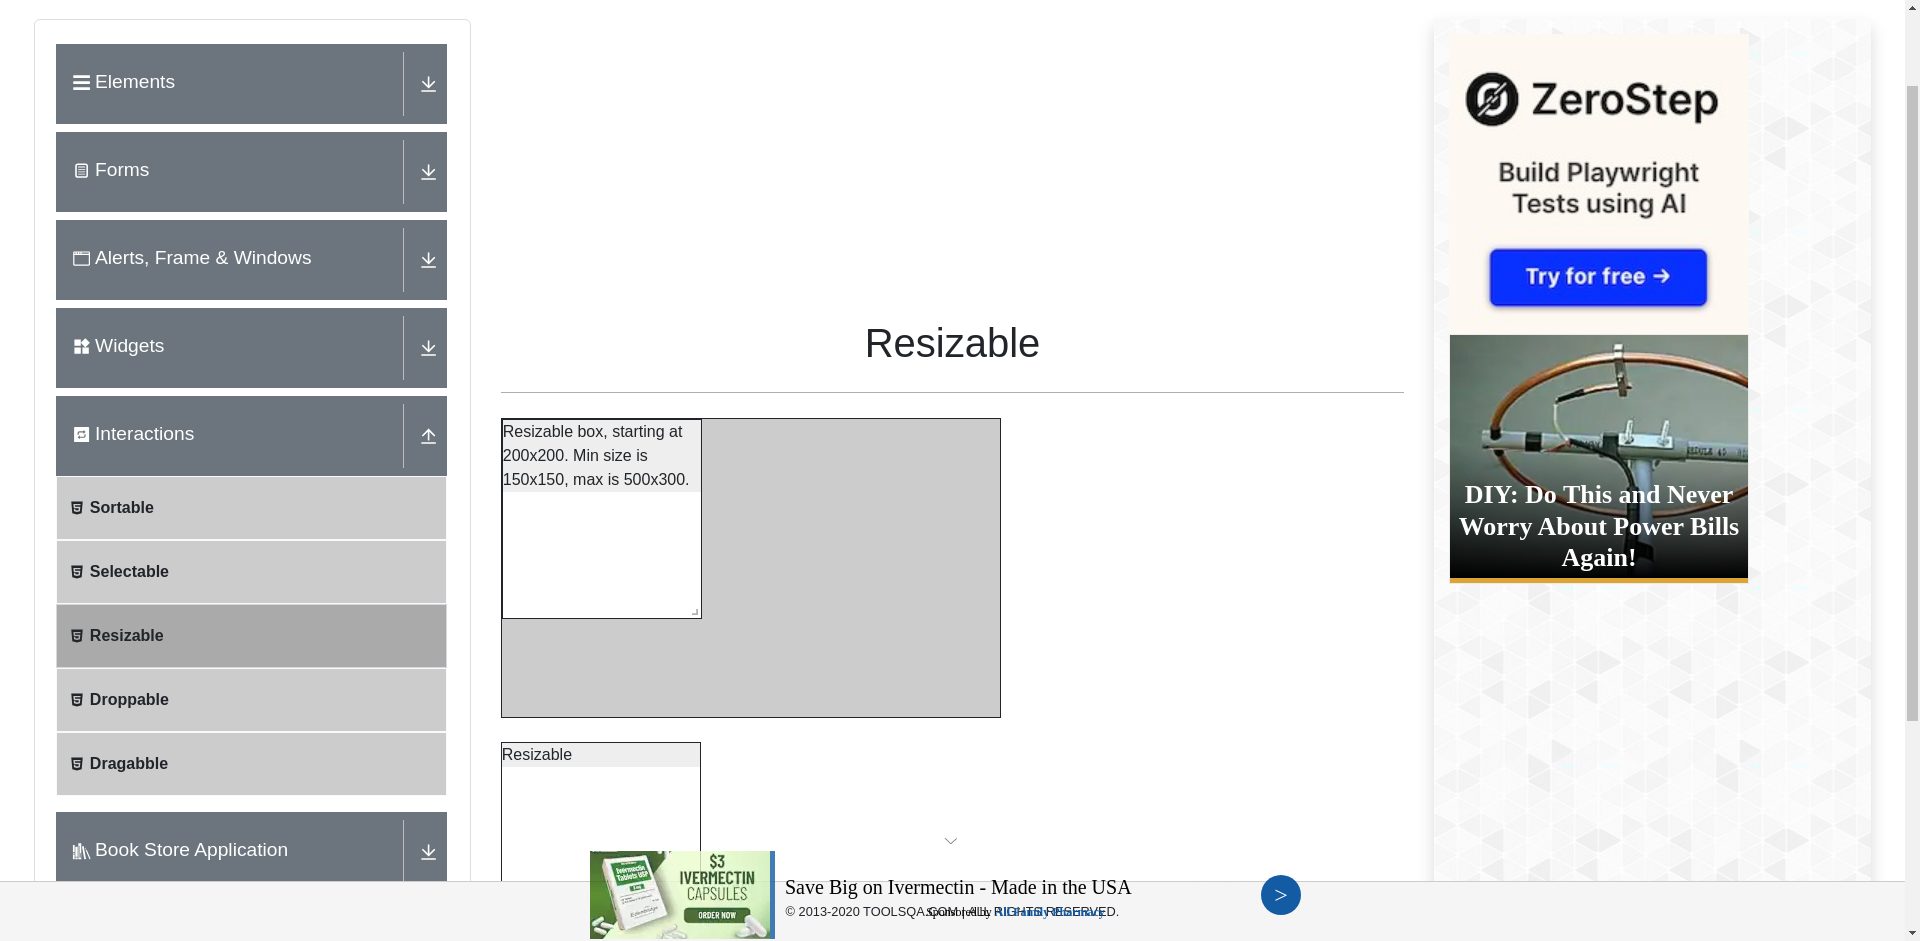 Elements
Forms
Alerts, Frame & Windows
Widgets
Interactions
Sortable
Selectable
Resizable
Droppable
Dragabble
Book Store Application
Resizable
Resizable box, starting at
200x200. Min size is
150x150, max is 500x300.
Resizable
ZeroStep
Build Playwright
Tests using AI
Try for free →
DIY: Do This and Never
Worry About Power Bills
Again!
$3
IVERMECTIN
CAPSULES
ORDER NOW
Ivermectin
Tablets USP
Save Big on Ivermectin - Made in the USA
>
© 2013-2020 TOOLSQA.COM | ALL RIGHTS RESERVED.